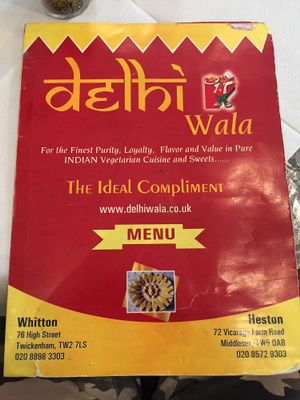 delhi
Wala
For the Finest Purity, Loyalty, Flavor and Value in Pure
INDIAN Vegetarian Cuisine and Sweets......
THE IDEAL COMPLIMENT
www.delhiwala.co.uk
MENU
Whitton
76 High Street
Twickenham, TW2 7LS
020 8898 3303
Heston
72 Vicarage Farm Road
Middlesex, TW5 OAB
020 8572 9303